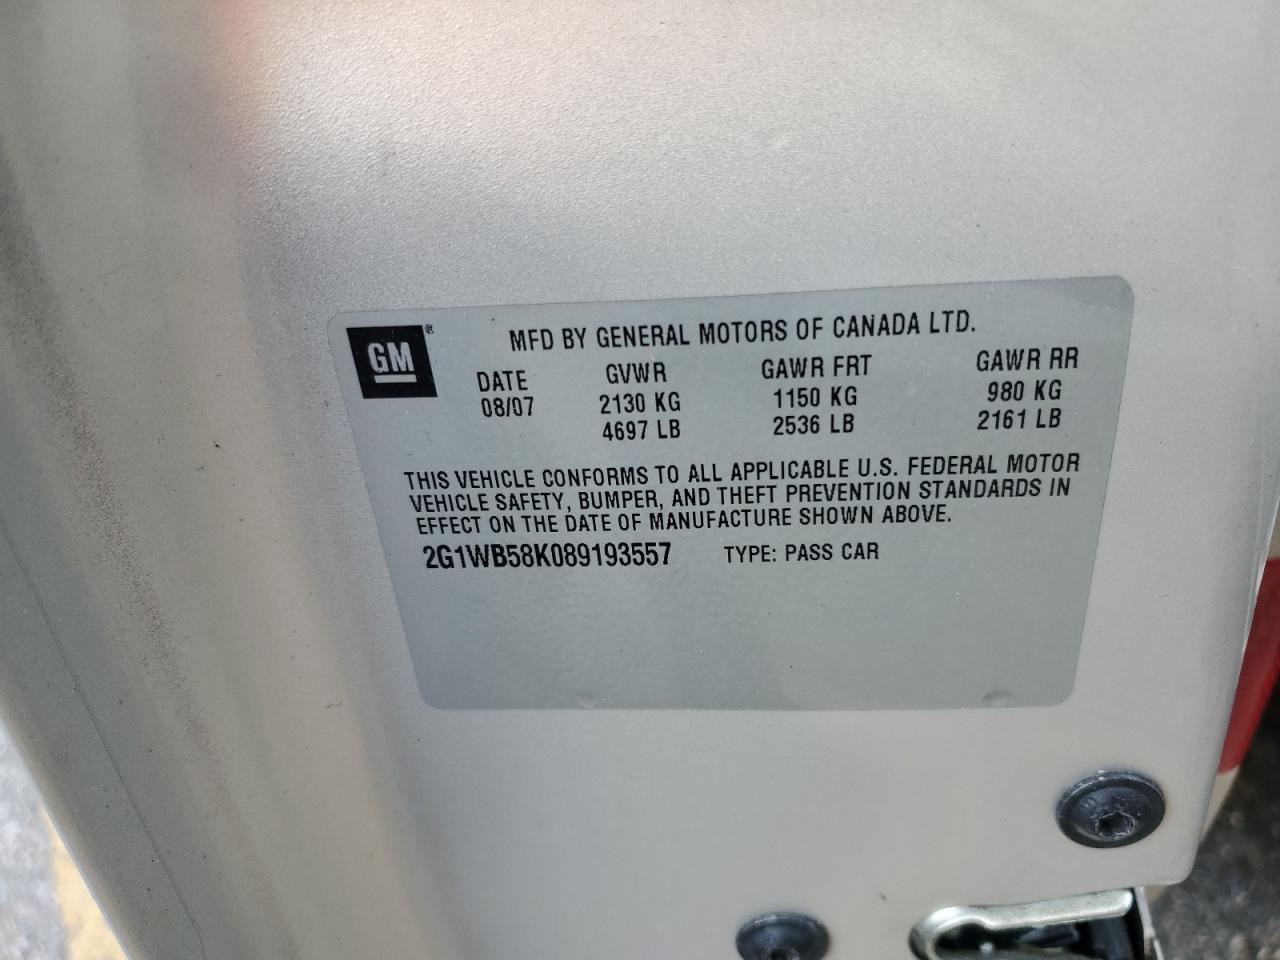 GM®
MFD BY GENERAL MOTORS OF CANADA LTD.
DATE GVWR GAWR FRT GAWR RR
08/07 2130 KG 1150 KG 980 KG
4697 LB 2536 LB 2161 LB
THIS VEHICLE CONFORMS TO ALL APPLICABLE U.S. FEDERAL MOTOR
VEHICLE SAFETY, BUMPER, AND THEFT PREVENTION STANDARDS IN
EFFECT ON THE DATE OF MANUFACTURE SHOWN ABOVE.
2G1WB58K089193557 TYPE: PASS CAR